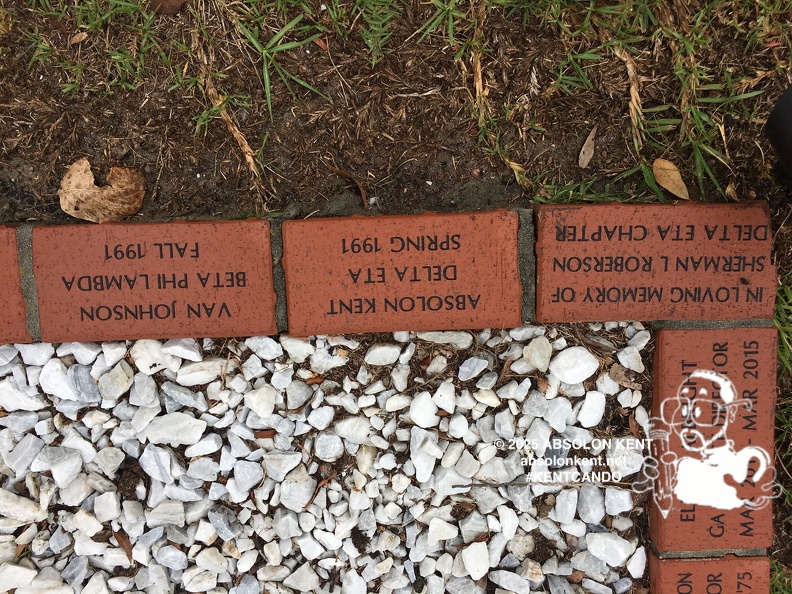 VAN JOHNSON
BETA PHI LAMBDA
FALL 1991
ABSOLON KENT
DELTA ETA
SPRING 1991
IN LOVING MEMORY OF
SHERMAN L ROBERSON
DELTA ETA CHAPTER
MAR 2015
© 2025 ABSOLON KENT
absolonkent.net
#KENTCANDO